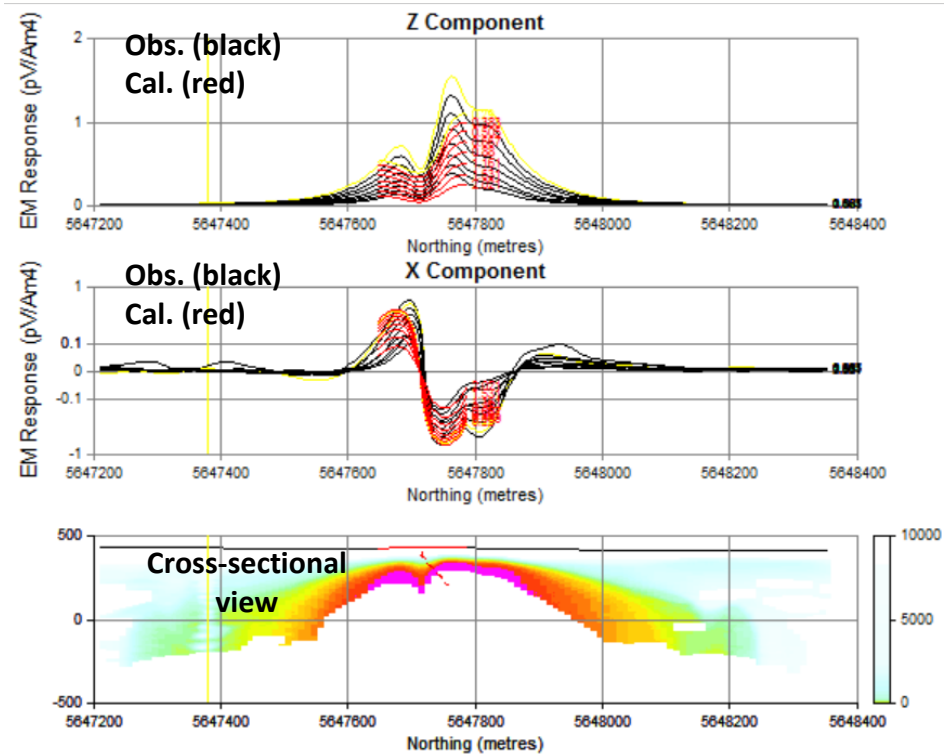 Z Component
Obs. (black)
Cal. (red)
EM Response (pV/Am4)
2
1
0
5647200 5647400 5647600 5647800 5648000 5648200 5648400
Northing (metres)
X Component
Obs. (black)
Cal. (red)
EM Response (pV/Am4)
1
0.1
0
-0.1
-1
5647200 5647400 5647600 5647800 5648000 5648200 5648400
Northing (metres)
Cross-sectional
view
500
0
-500
5647200 5647400 5647600 5647800 5648000 5648200 5648400
Northing (metres)
10000
5000
0